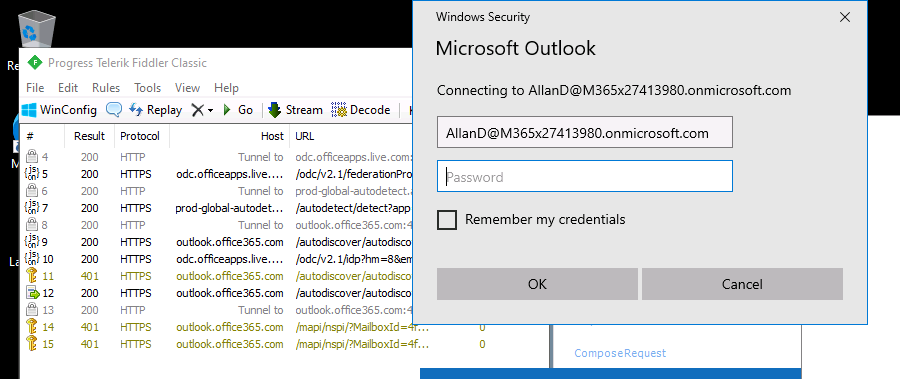 Re
Progress Telerik Fiddler Classic
File Edit Rules Tools View Help
WinConfig Replay Go Stream Decode
# Result Protocol Host URL
4 200 HTTP Tunnel to odc.officeapps.live.com:
5 200 HTTPS odc.officeapps.live.... /odc/v2.1/federationPro
6 200 HTTP Tunnel to prod-global-autodetect.
7 200 HTTPS prod-global-autodet... /autodetect/detect?app
8 200 HTTP Tunnel to outlook.office365.com:4
9 200 HTTPS outlook.office365.com /autodiscover/autodisco
10 200 HTTPS odc.officeapps.live.... /odc/v2.1/idp?hm=8&em
11 401 HTTPS outlook.office365.com /autodiscover/autodisco
12 200 HTTPS outlook.office365.com /autodiscover/autodisco
13 200 HTTP Tunnel to outlook.office365.com:4
14 401 HTTPS outlook.office365.com /mapi/nspi/?MailboxId=4f... 0
15 401 HTTPS outlook.office365.com /mapi/nspi/?MailboxId=4f... 0
M
La
Windows Security
Microsoft Outlook
Connecting to AllanD@M365x27413980.onmicrosoft.com
AllanD@M365x27413980.onmicrosoft.com
Password
Remember my credentials
OK Cancel
ComposeRequest